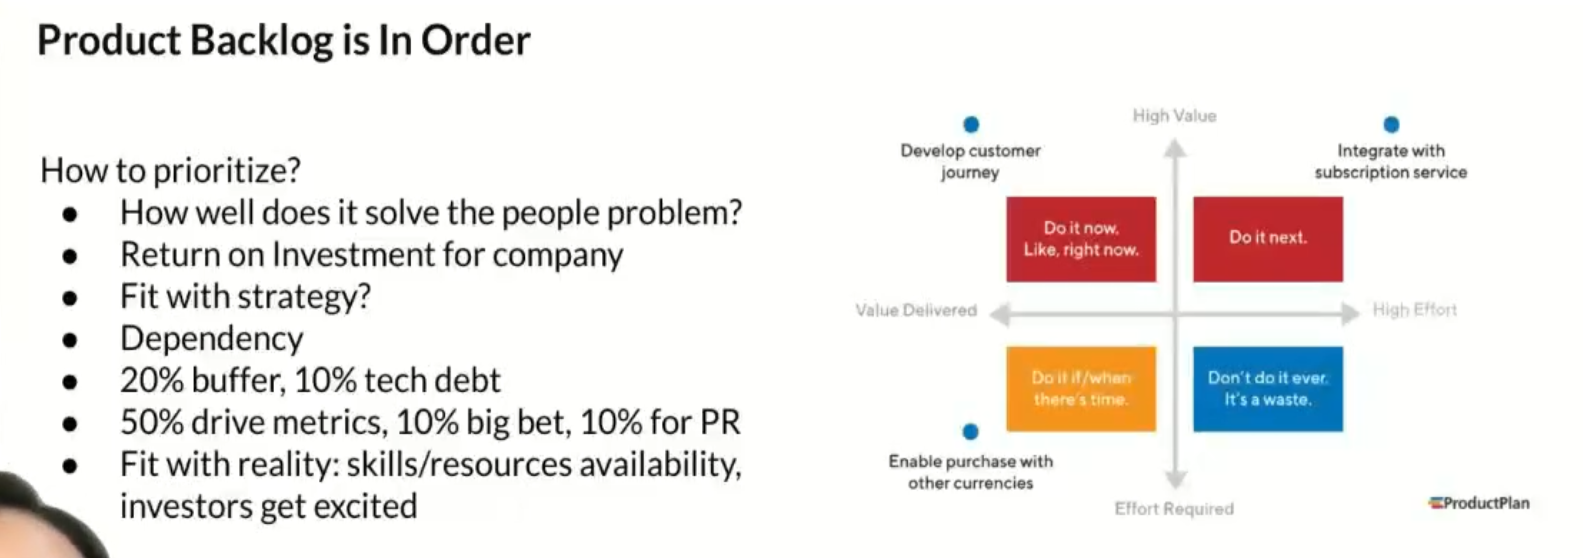 Product Backlog is In Order
How to prioritize?
● How well does it solve the people problem?
● Return on Investment for company
● Fit with strategy?
● Dependency
● 20% buffer, 10% tech debt
● 50% drive metrics, 10% big bet, 10% for PR
● Fit with reality: skills/resources availability,
investors get excited
High Value
Develop customer
journey
Integrate with
subscription service
Do it now.
Like, right now.
Do it next.
Value Delivered
High Effort
Do it if/when
there's time.
Don't do it ever.
It's a waste.
Enable purchase with
other currencies
Effort Required
ProductPlan